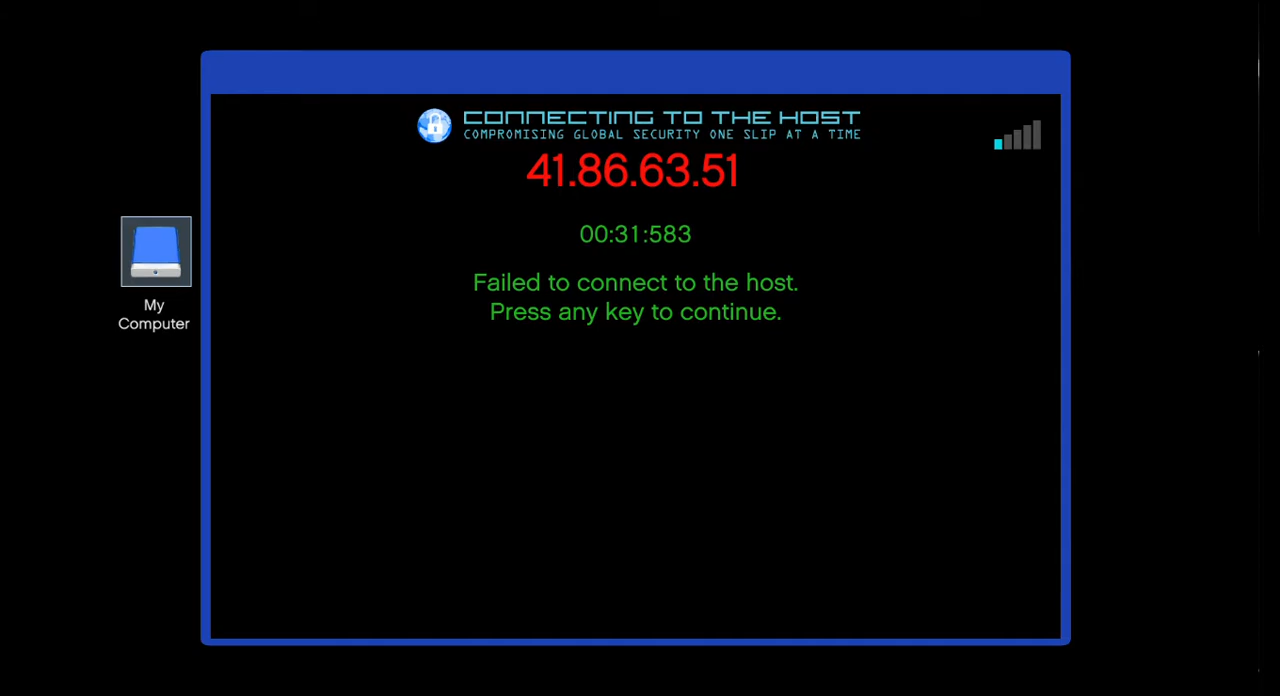 CONNECTING TO THE HOST
COMPROMISING GLOBAL SECURITY ONE SLIP AT A TIME
41.86.63.51
00:31:583
Failed to connect to the host.
Press any key to continue.
My
Computer